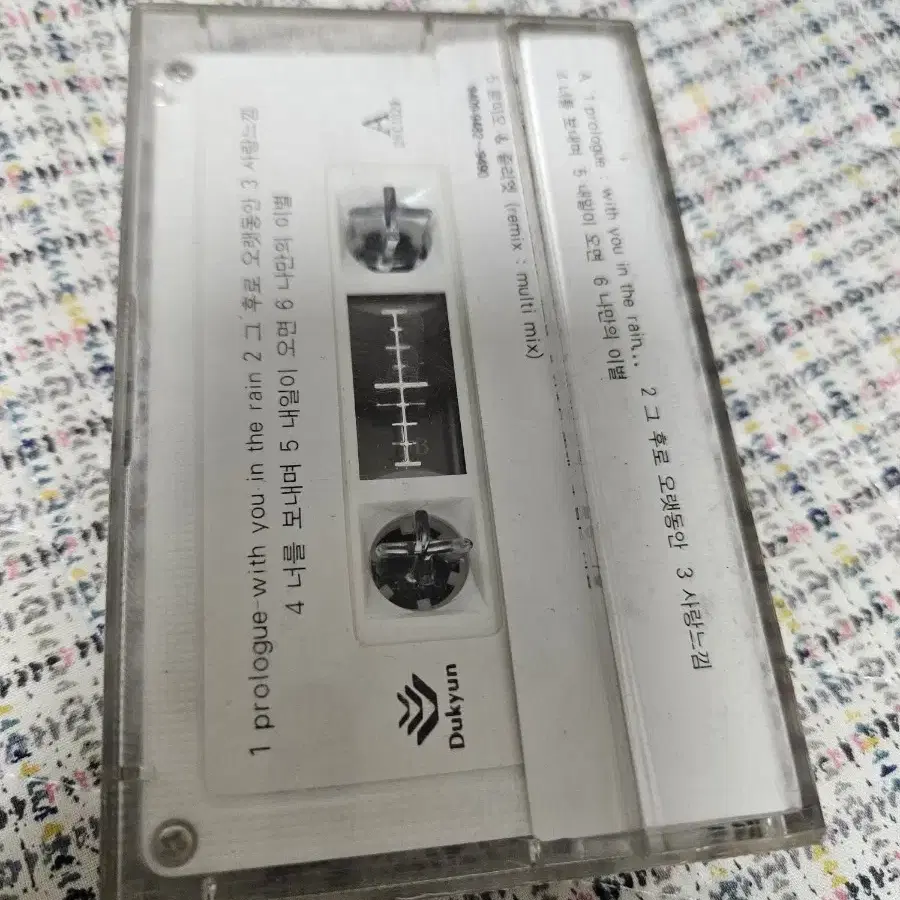 1 prologue-with you in the rain 2 그 후로 오랫동안 3 사랑느낌
4 너를 보내며 5 내일이 오면 6 나만의 이별
A
Dukyun
A. 1 prologue : with you in the rain.. 2 그 후로 오랫동안 3 사랑느낌
4 너를 보내며 5 내일이 오면 6 나만의 이별
(remix : multi mix)